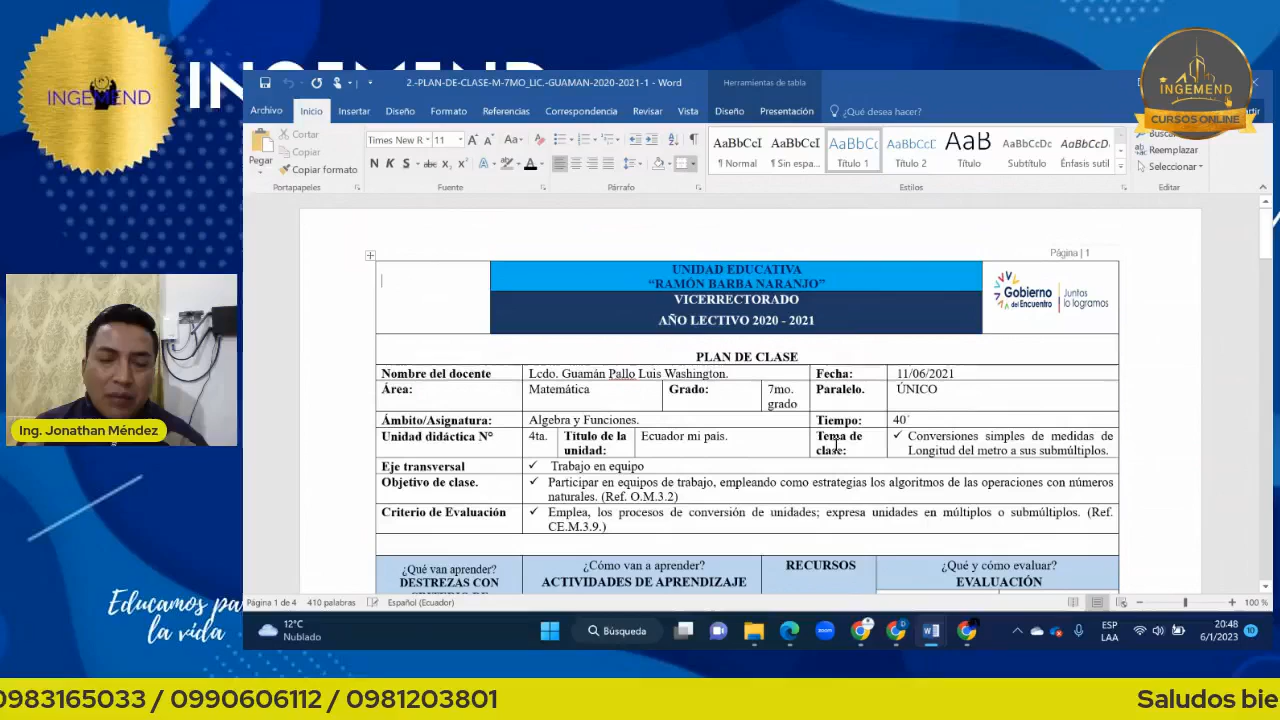 INGEMEND
INGEMEND
CURSOS ONLINE
2.-PLAN-DE-CLASE-M-7MO_LIC.-GUAMAN-2020-2021-1 - Word
Herramientas de tabla
Archivo Inicio Insertar Diseño Formato Referencias Correspondencia Revisar Vista Diseño Presentación ¿Qué desea hacer?
Pegar
Cortar
Copiar
Copiar formato
Times New R 11
N K S abc x₂ x²
AaBbCcI AaBbCcI AaBbCc AaBbCcI AaB AaBbCcD AaBbCcD.
¶ Normal ¶ Sin espa... Título 1 Título 2 Título Subtítulo Énfasis sutil
Reemplazar
Seleccionar
Portapapeles Fuente Párrafo Estilos Editar
Página | 1
UNIDAD EDUCATIVA
“RAMÓN BARBA NARANJO”
VICERRECTORADO
AÑO LECTIVO 2020 - 2021
Gobierno del Encuentro
Juntos lo logramos
PLAN DE CLASE
Nombre del docente Lcdo. Guamán Pallo Luis Washington. Fecha: 11/06/2021
Área: Matemática Grado: 7mo. grado Paralelo. ÚNICO
Ámbito/Asignatura: Algebra y Funciones. Tiempo: 40´
Unidad didáctica N° 4ta. Título de la unidad: Ecuador mi país. Tema de clase: ✓ Conversiones simples de medidas de Longitud del metro a sus submúltiplos.
Eje transversal ✓ Trabajo en equipo
Objetivo de clase. ✓ Participar en equipos de trabajo, empleando como estrategias los algoritmos de las operaciones con números
naturales. (Ref. O.M.3.2)
Criterio de Evaluación ✓ Emplea, los procesos de conversión de unidades; expresa unidades en múltiplos o submúltiplos. (Ref.
CE.M.3.9.)
¿Qué van aprender? ¿Cómo van a aprender? RECURSOS ¿Qué y cómo evaluar?
DESTREZAS CON ACTIVIDADES DE APRENDIZAJE EVALUACIÓN
Ing. Jonathan Méndez
Educamos pa
la vida
Página 1 de 4 410 palabras Español (Ecuador) 100 %
12°C
Nublado
Búsqueda
zoom
ESP
LAA
20:48
6/1/2023
10
0983165033 / 0990606112 / 0981203801
Saludos bie